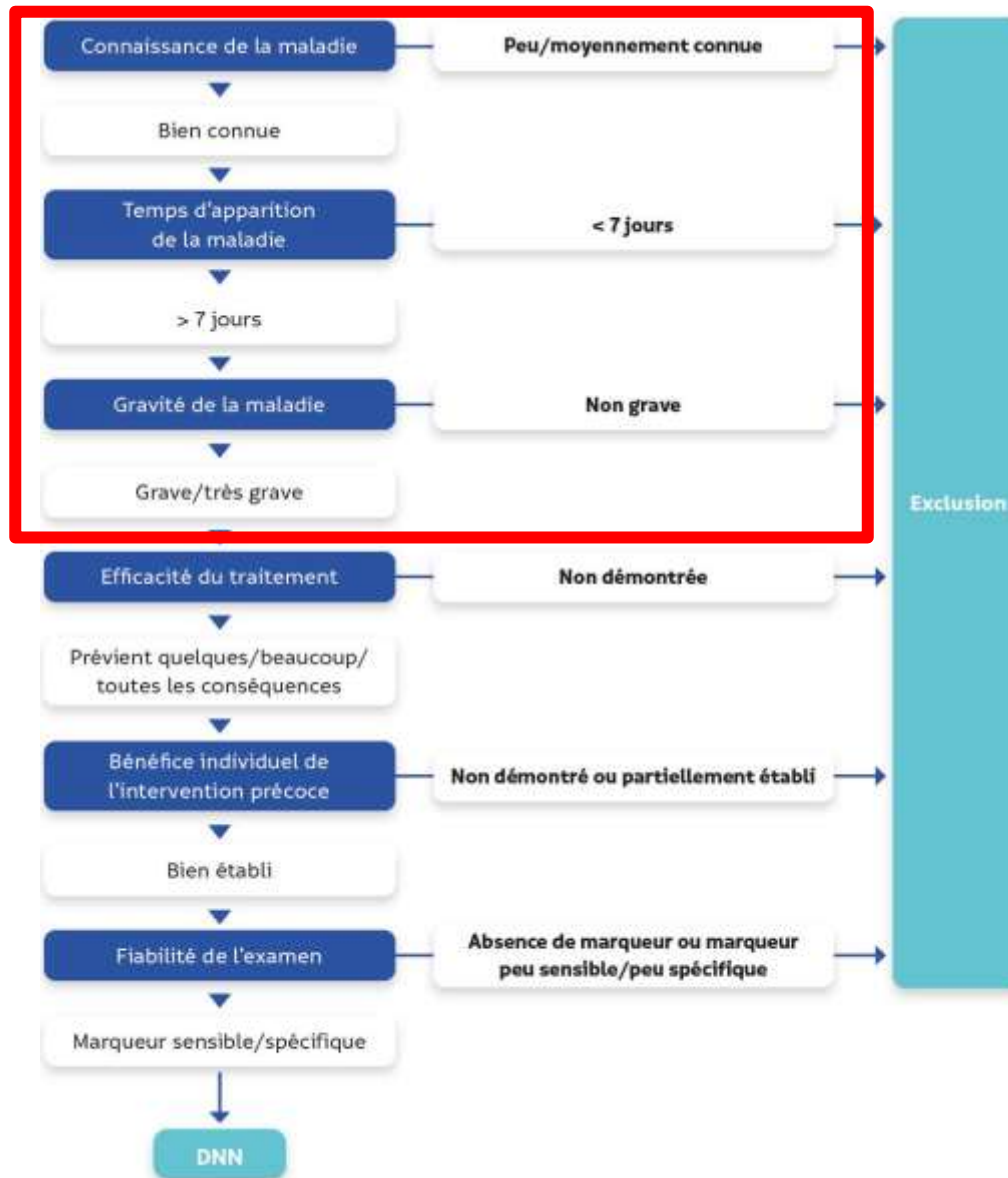 Connaissance de la maladie
Peu/moyennement connue
Bien connue
Temps d'apparition
de la maladie
< 7 jours
> 7 jours
Gravité de la maladie
Non grave
Grave/très grave
Exclusion
Efficacité du traitement
Non démontrée
Prévient quelques/beaucoup/
toutes les conséquences
Bénéfice individuel de
l'intervention précoce
Non démontré ou partiellement établi
Bien établi
Fiabilité de l'examen
Absence de marqueur ou marqueur
peu sensible/peu spécifique
Marqueur sensible/spécifique
DNN